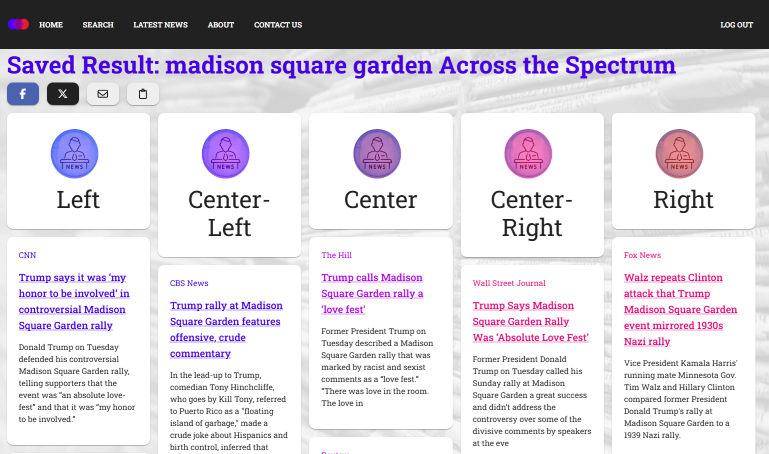 HOME SEARCH LATEST NEWS ABOUT CONTACT US LOG OUT
Saved Result: madison square garden Across the Spectrum
NEWS
Left
CNN
Trump says it was ‘my
honor to be involved’ in
controversial Madison
Square Garden rally
Donald Trump on Tuesday
defended his controversial
Madison Square Garden rally,
telling supporters that the
event was “an absolute love-
fest” and that it was “my honor
to be involved.”
NEWS
Center-
Left
CBS News
Trump rally at Madison
Square Garden features
offensive, crude
commentary
In the lead-up to Trump,
comedian Tony Hinchcliffe,
who goes by Kill Tony, referred
to Puerto Rico as a "floating
island of garbage," made a
crude joke about Hispanics and
birth control, inferred that
NEWS
Center
The Hill
Trump calls Madison
Square Garden rally a
‘love fest’
Former President Trump on
Tuesday described a Madison
Square Garden rally that was
marked by racist and sexist
comments as a “love fest.”
“There was love in the room.
The love in
NEWS
Center-
Right
Wall Street Journal
Trump Says Madison
Square Garden Rally
Was ‘Absolute Love Fest’
Former President Donald
Trump on Tuesday called his
Sunday rally at Madison
Square Garden a great success
and didn’t address the
controversy over some of the
divisive comments by speakers
at the eve
NEWS
Right
Fox News
Walz repeats Clinton
attack that Trump
Madison Square Garden
event mirrored 1930s
Nazi rally
Vice President Kamala Harris'
running mate Minnesota Gov.
Tim Walz and Hillary Clinton
compared former President
Donald Trump's rally at
Madison Square Garden to a
1939 Nazi rally.